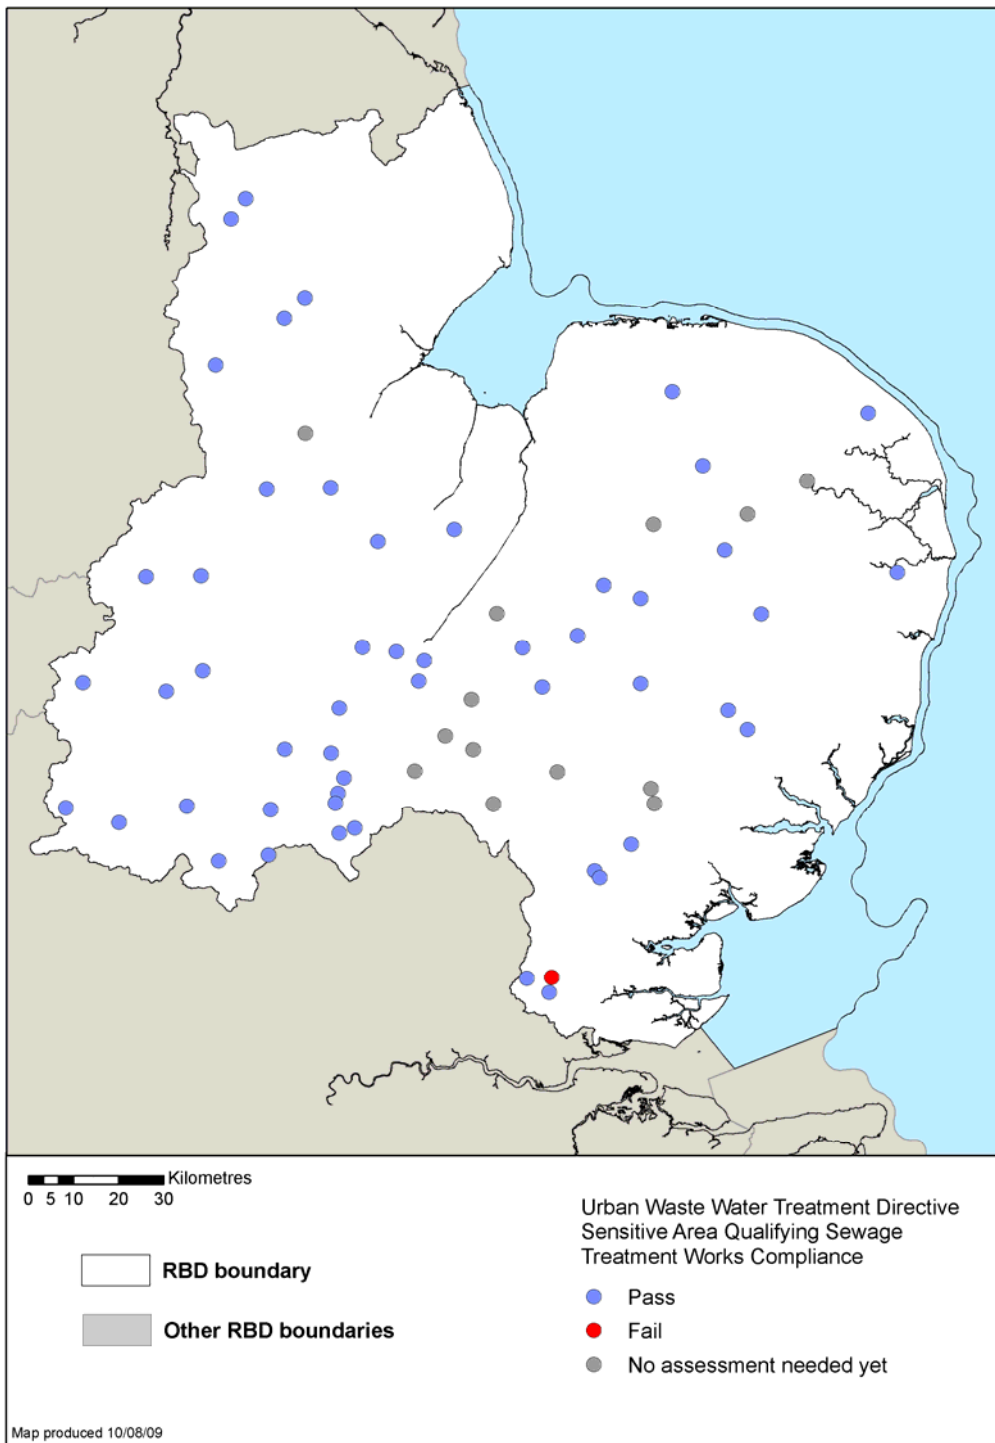 Kilometres
0 5 10 20 30
RBD boundary
Other RBD boundaries
Urban Waste Water Treatment Directive
Sensitive Area Qualifying Sewage
Treatment Works Compliance
Pass
Fail
No assessment needed yet
Map produced 10/08/09